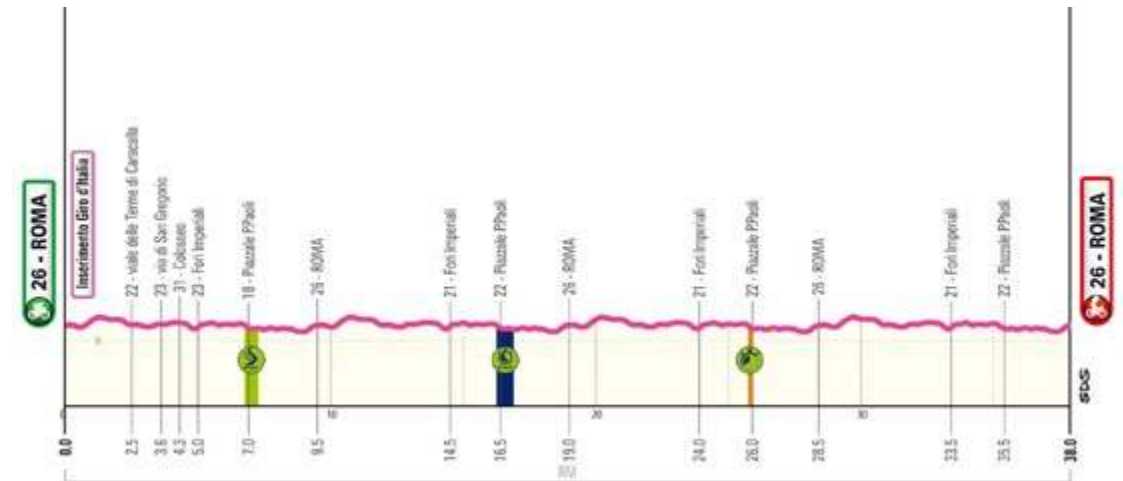 26 - ROMA
Inserimento Giro d'Italia
22 - viale delle Terme di Caracalla
23 - via di San Gregorio
31 - Colosseo
23 - Fori Imperiali
18 - Piazzale P.Paoli
26 - ROMA
21 - Fori Imperiali
22 - Piazzale P.Paoli
26 - ROMA
21 - Fori Imperiali
22 - Piazzale P.Paoli
26 - ROMA
21 - Fori Imperiali
22 - Piazzale P.Paoli
26 - ROMA
SDS
0 10 20 30
0.0 2.5 3.6 4.3 5.0 7.0 9.5 14.5 16.5 19.0 24.0 26.0 28.5 33.5 35.5 38.0